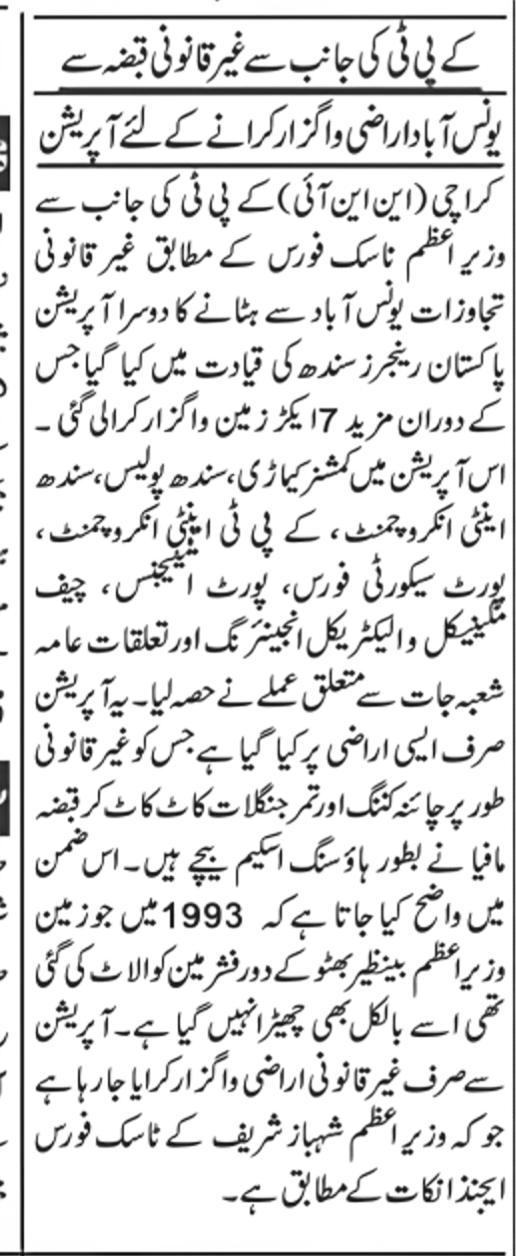 کے پی ٹی کی جانب سے غیر قانونی قبضہ سے
یونس آباد اراضی واگزار کرانے کے لئے آپریشن
کراچی (این این آئی) کے پی ٹی کی جانب سے
وزیر اعظم ٹاسک فورس کے مطابق غیر قانونی
تجاوزات یونس آباد سے ہٹانے کا دوسرا آپریشن
پاکستان رینجرز سندھ کی قیادت میں کیا گیا جس
کے دوران مزید 7 ایکڑ زمین واگزار کرالی گئی ۔
اس آپریشن میں کمشنر کیماڑی، سندھ پولیس، سندھ
اینٹی انکروچمنٹ، کے پی ٹی اینٹی انکروچمنٹ،
پورٹ سیکورٹی فورس، پورٹ انٹیلیجنس، چیف
مکینیکل و الیکٹریکل انجینئرنگ اور تعلقات عامہ
شعبہ جات سے متعلق عملے نے حصہ لیا۔ یہ آپریشن
صرف ایسی اراضی پر کیا گیا ہے جس کو غیر قانونی
طور پر چائنہ کٹنگ اور تمر جنگلات کاٹ کاٹ کر قبضہ
مافیا نے بطور ہاؤسنگ اسکیم بیچے ہیں۔ اس ضمن
میں واضح کیا جاتا ہے کہ 1993 میں جو زمین
وزیراعظم بینظیر بھٹو کے دور فشرمین کو الاٹ کی گئی
تھی اسے بالکل بھی چھیڑا نہیں گیا ہے۔ آپریشن
سے صرف غیر قانونی اراضی واگزار کرایا جا رہا ہے
جو کہ وزیر اعظم شہباز شریف کے ٹاسک فورس
ایجنڈا نکات کے مطابق ہے۔